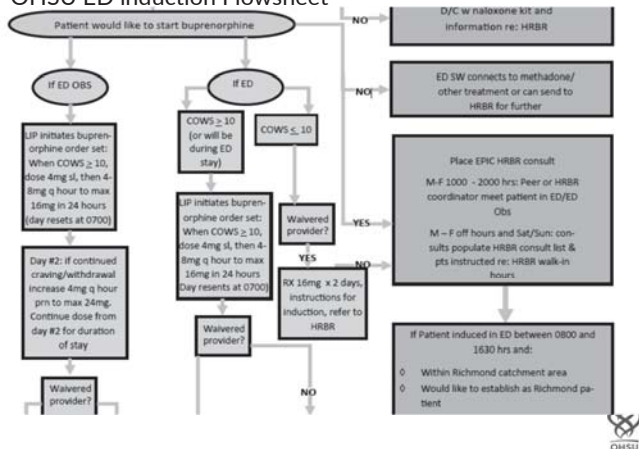 OHSU ED Induction Flowsheet
Patient would like to start buprenorphine
If ED OBS
LIP initiates bupren-
orphine order set:
When COWS ≥ 10,
dose 4mg sl, then 4-
8mg q hour to max
16mg in 24 hours
(day resets at 0700)
Day #2: if continued
craving/withdrawal
increase 4mg q hour
prn to max 24mg.
Continue dose from
day #2 for duration
of stay
Waivered
provider?
If ED
COWS ≥ 10
(or will be
during ED
stay)
LIP initiates bupren-
orphine order set:
When COWS ≥ 10,
dose 4mg sl, then 4-
8mg q hour to max
16mg in 24 hours
Day resents at 0700)
Waivered
provider?
NO
COWS ≤ 10
Waivered
provider?
YES
RX 16mg x 2 days,
instructions for
induction, refer to
HRBR
NO
D/C w naloxone kit and
information re: HRBR
NO
ED SW connects to methadone/
other treatment or can send to
HRBR for further
YES
NO
Place EPIC HRBR consult
M-F 1000 - 2000 hrs: Peer or HRBR
coordinator meet patient in ED/ED
Obs
M – F off hours and Sat/Sun: con-
sults populate HRBR consult list &
pts instructed re: HRBR walk-in
hours
If Patient induced in ED between 0800 and
1630 hrs and:
◊ Within Richmond catchment area
◊ Would like to establish as Richmond pa-
tient
OHSU